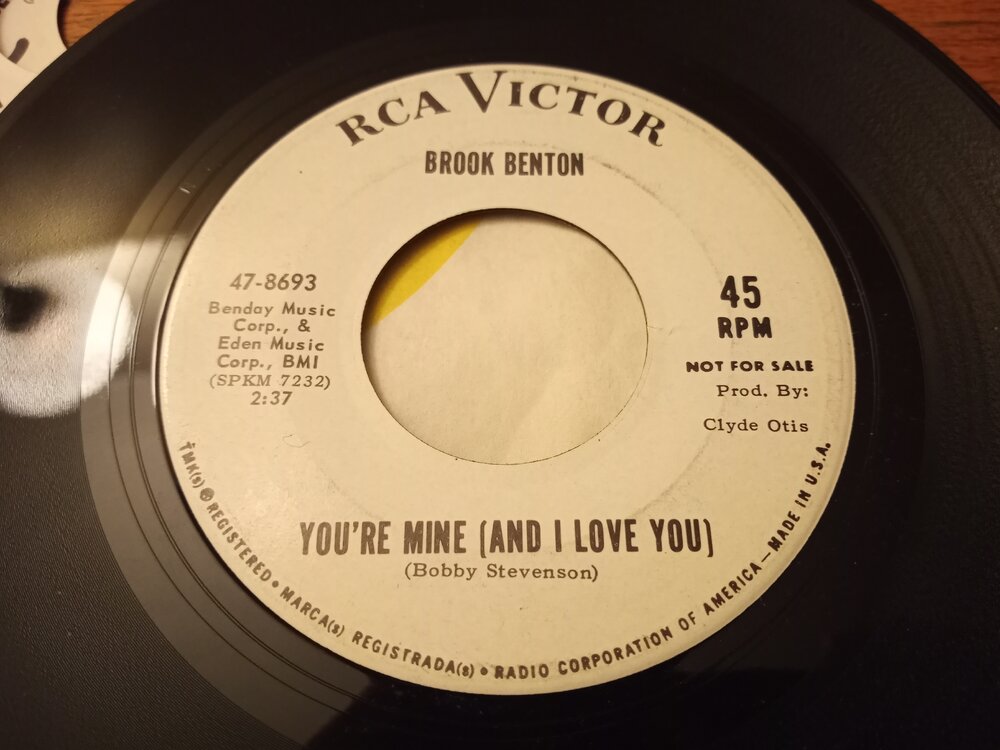 RCA VICTOR
BROOK BENTON
47-8693
Benday Music
Corp., &
Eden Music
Corp., BMI
(SPKM 7232)
2:37
45
RPM
NOT FOR SALE
Prod. By:
Clyde Otis
YOU'RE MINE (AND I LOVE YOU)
(Bobby Stevenson)
TMK(s) ® REGISTERED • MARCA(s) REGISTRADA(s) • RADIO CORPORATION OF AMERICA — MADE IN U.S.A.